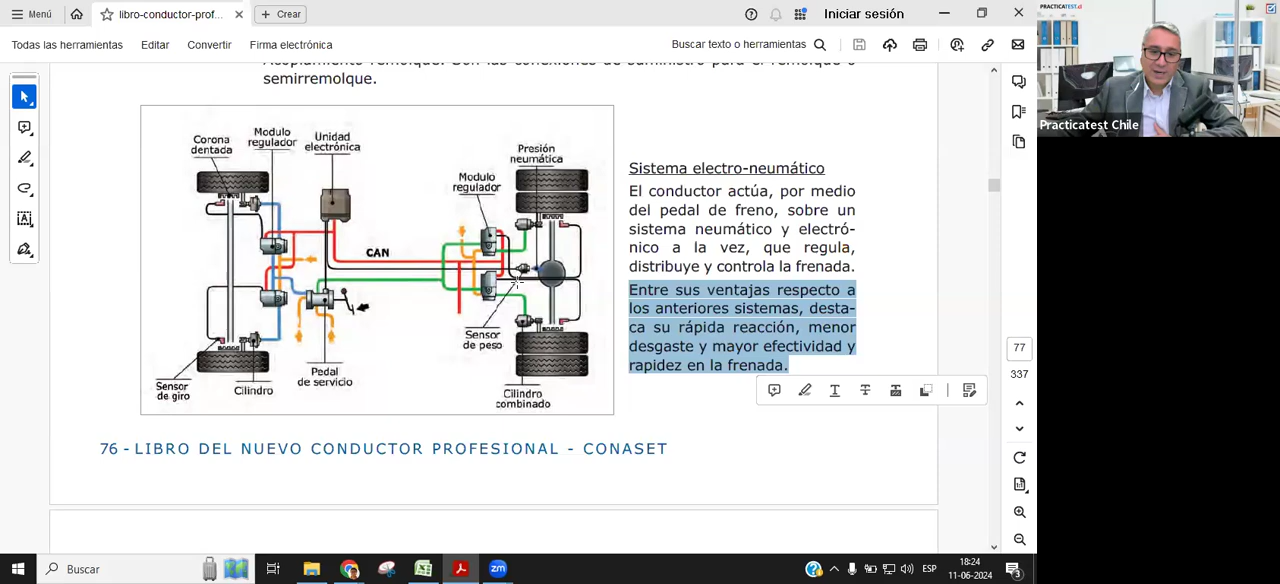 Menú
libro-conductor-prof...
Crear
Iniciar sesión
Todas las herramientas
Editar
Convertir
Firma electrónica
Buscar texto o herramientas
PRACTICATEST.cl
Practicatest Chile
semirremolque.
Corona
dentada
Modulo
regulador
Unidad
electrónica
Presión
neumática
Modulo
regulador
CAN
Sensor
de peso
Sensor
de giro
Cilindro
Pedal
de servicio
Cilindro
combinado
Sistema electro-neumático
El conductor actúa, por medio
del pedal de freno, sobre un
sistema neumático y electró-
nico a la vez, que regula,
distribuye y controla la frenada.
Entre sus ventajas respecto a
los anteriores sistemas, desta-
ca su rápida reacción, menor
desgaste y mayor efectividad y
rapidez en la frenada.
76 - LIBRO DEL NUEVO CONDUCTOR PROFESIONAL - CONASET
77
337
Buscar
zm
ESP
18:24
11-06-2024
3